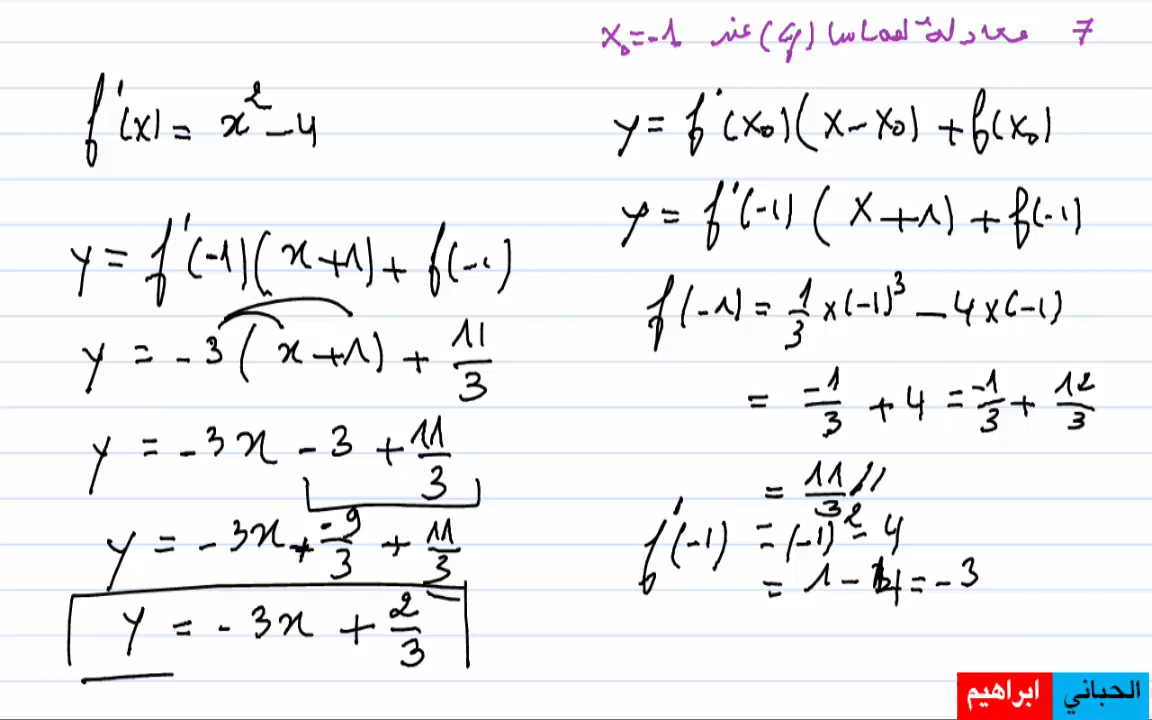 7 معادلة المماس (Cf) عند x₀=-1
y = f'(x₀)(x-x₀)+f(x₀)
y = f'(-1)(x+1)+f(-1)
f(-1) = 1/3 ×(-1)³ - 4×(-1)
= -1/3 + 4 = -1/3 + 12/3
= 11/3 //
f'(-1) = (-1)² - 4
= 1 - 4 = -3
f'(x) = x² - 4
y = f'(-1)(x+1) + f(-1)
y = -3(x+1) + 11/3
y = -3x - 3 + 11/3
y = -3x + -9/3 + 11/3
y = -3x + 2/3
الحباني ابراهيم